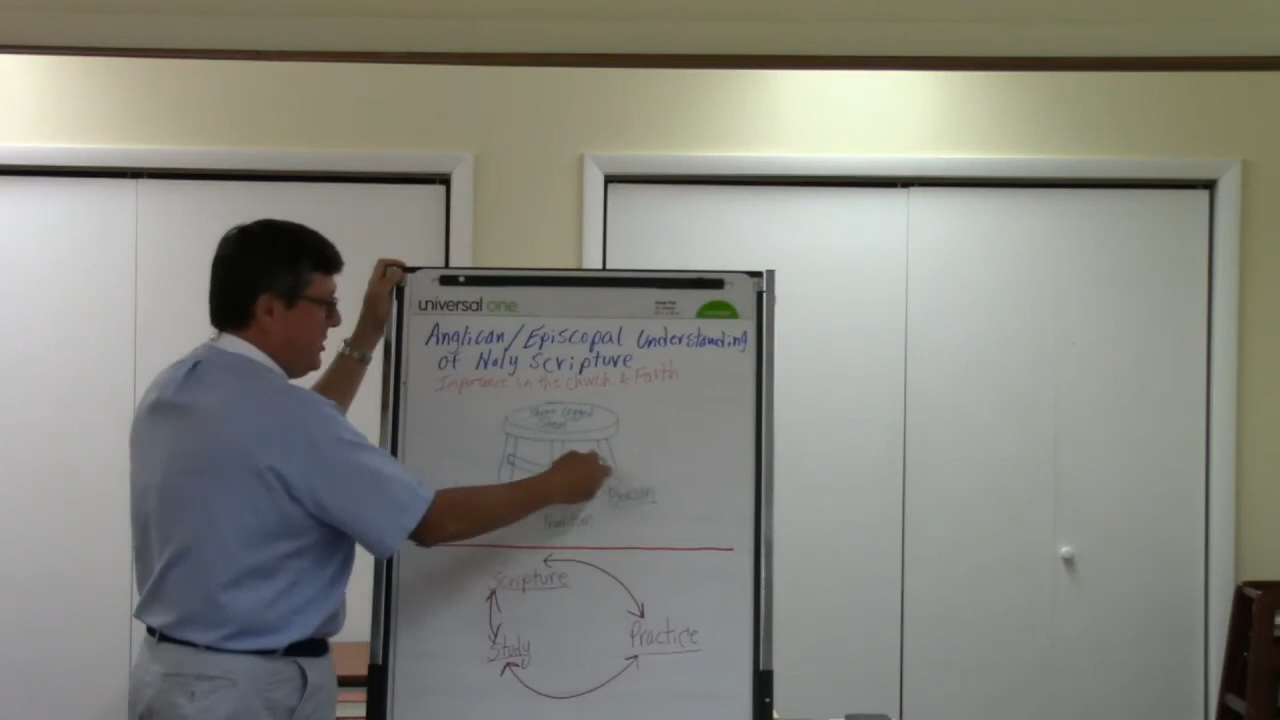 universal one
Anglican/Episcopal Understanding
of Holy Scripture
Importance in the Church & Faith
Three Legged
Stool
Reason
Tradition
Scripture
Study
Practice